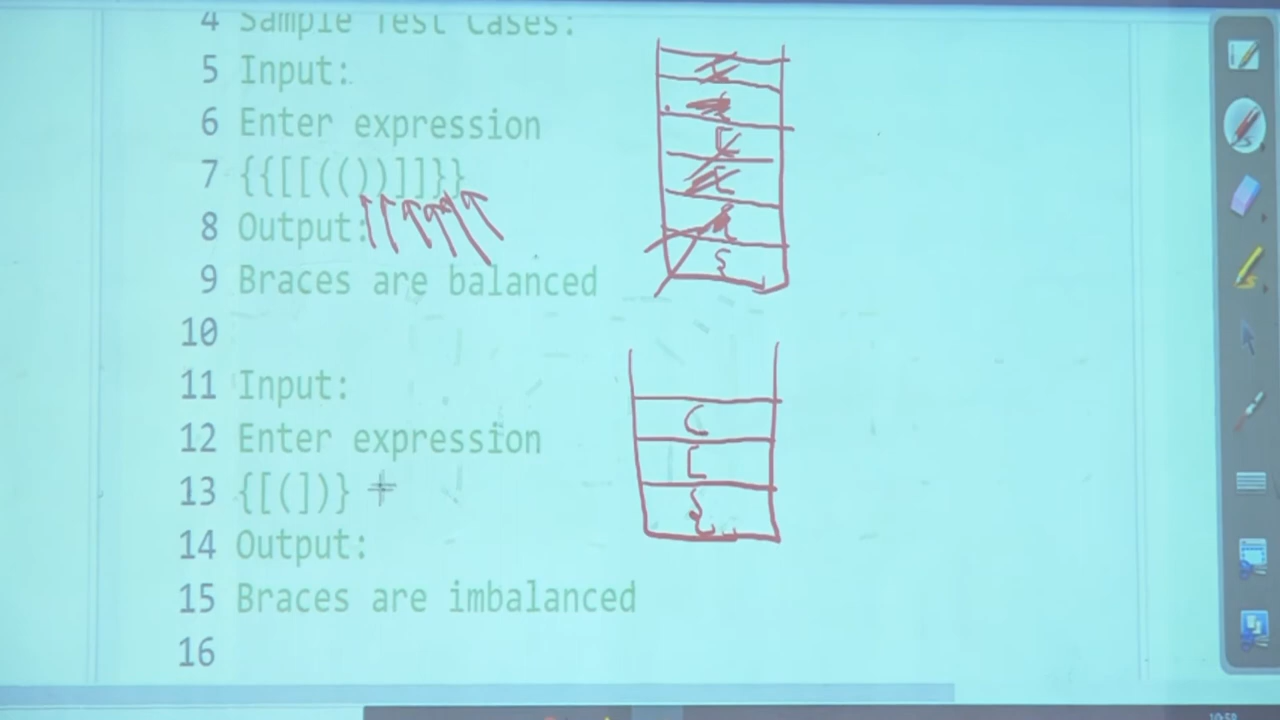 4 Sample Test Cases:
5 Input:
6 Enter expression
7 {{[[(())]]}}
8 Output:
9 Braces are balanced
10
11 Input:
12 Enter expression
13 {[(])}
14 Output:
15 Braces are imbalanced
16
[
{
(
[
{